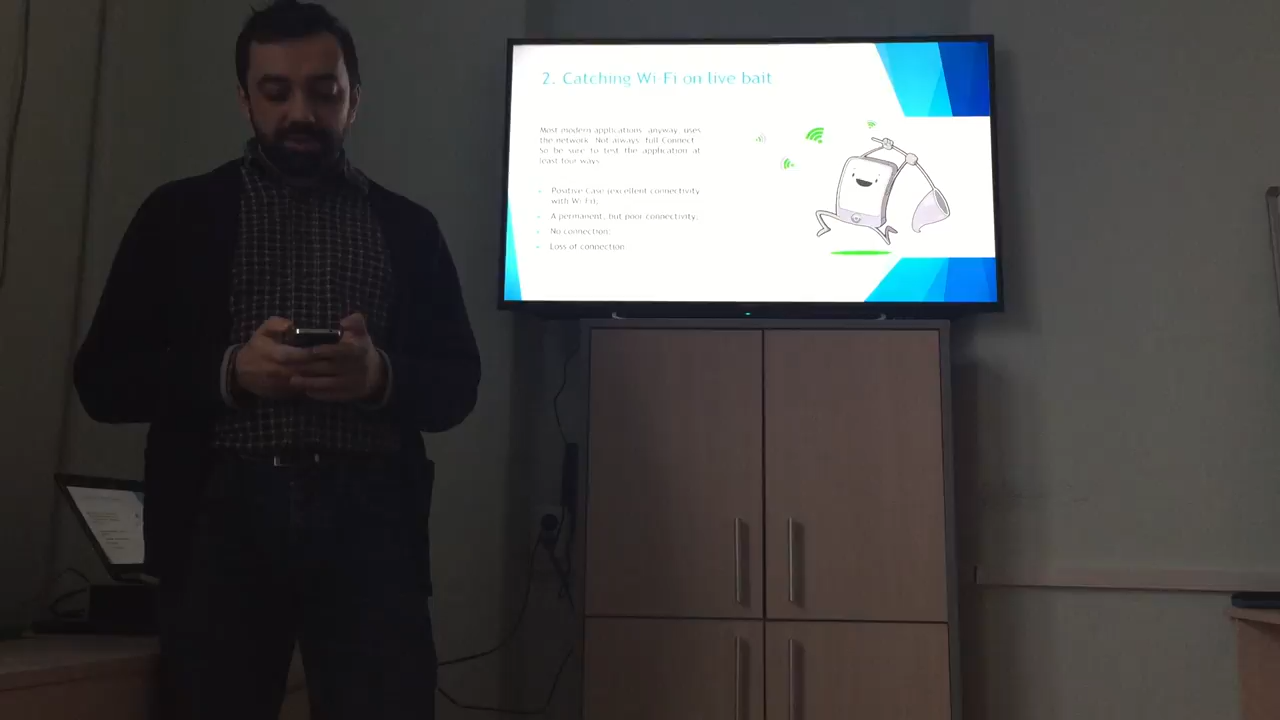 2. Catching Wi-Fi on live bait
Most modern applications, anyway, uses
the network. Not always, full Connect.
So be sure to test the application at
least four ways:
Positive Case (excellent connectivity
with Wi-Fi);
A permanent, but poor connectivity;
No connection;
Loss of connection.